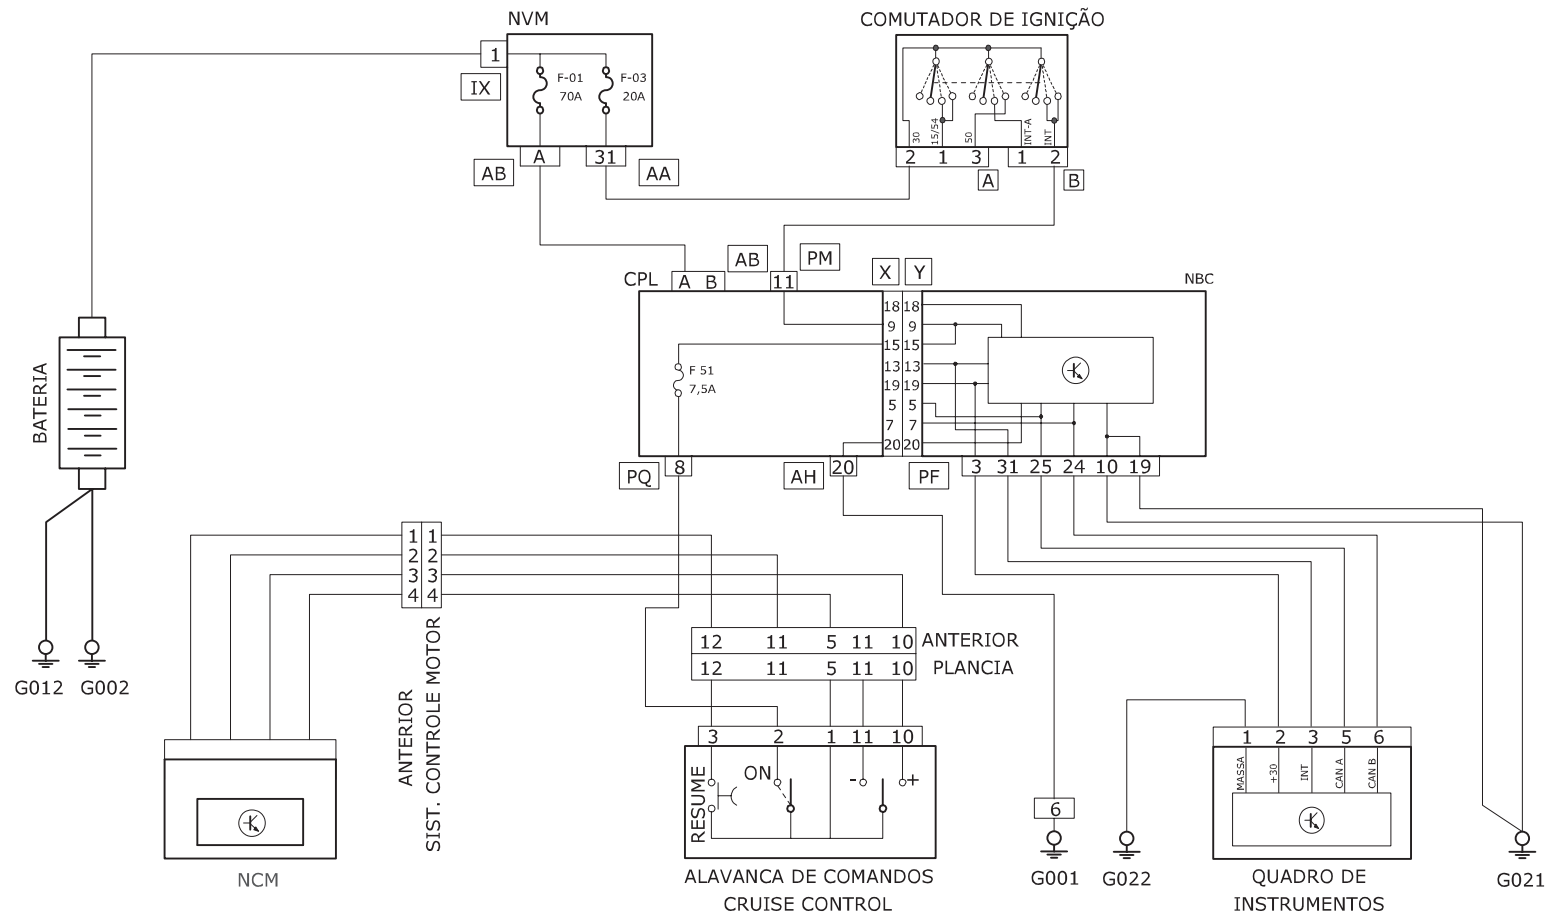 NVM
COMUTADOR DE IGNIÇÃO
1
IX
F-01
70A
F-03
20A
30
15/54
50
INT-A
INT
A
31
AB
AA
2 1 3 1 2
A
B
AB
PM
X
Y
CPL
A B
11
NBC
18 18
9 9
15 15
13 13
19 19
5 5
7 7
20 20
F 51
7,5A
BATERIA
PQ
8
AH
20
PF
3 31 25 24 10 19
1 1
2 2
3 3
4 4
ANTERIOR
SIST. CONTROLE MOTOR
12 11 5 11 10
ANTERIOR
12 11 5 11 10
PLANCIA
G012
G002
3 2 1 11 10
RESUME
ON
-
+
6
1 2 3 5 6
MASSA
+30
INT
CAN A
CAN B
NCM
ALAVANCA DE COMANDOS
CRUISE CONTROL
G001
G022
QUADRO DE
INSTRUMENTOS
G021